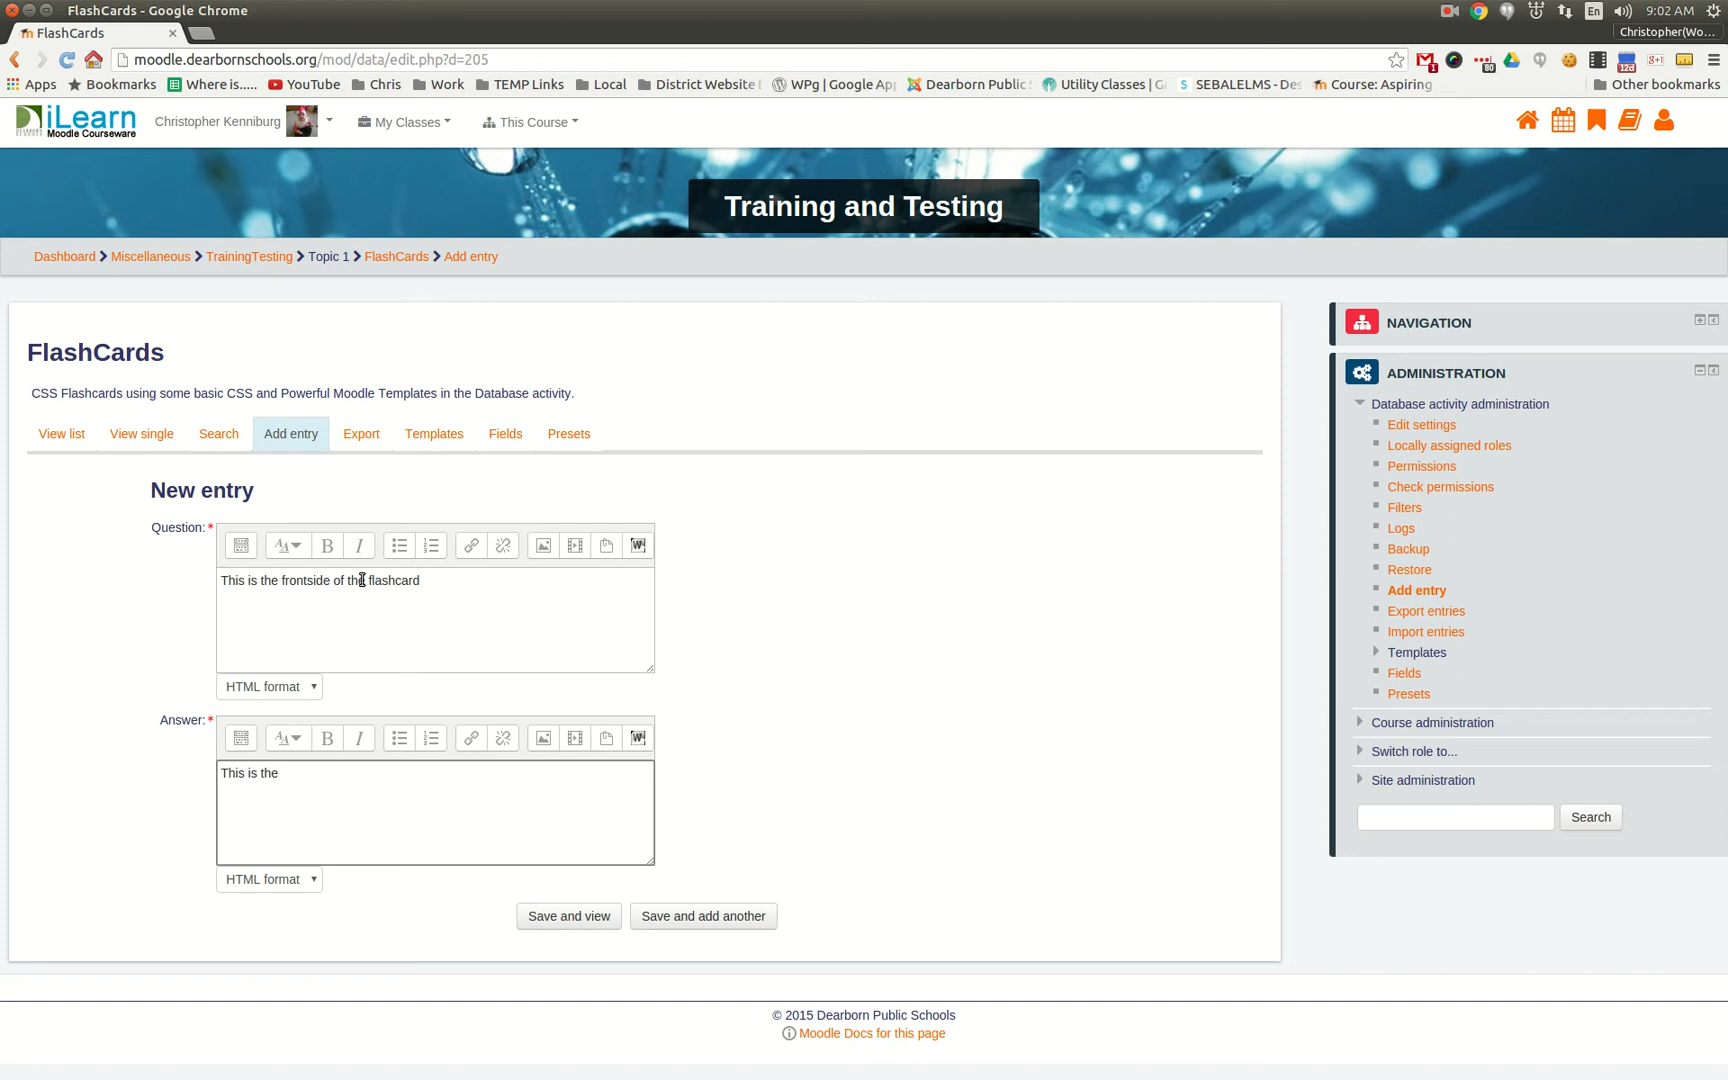 FlashCards - Google Chrome
En
9:02 AM
FlashCards
Christopher(Wo...
moodle.dearbornschools.org/mod/data/edit.php?d=205
1
80
12d
Apps
Bookmarks
Where is.....
YouTube
Chris
Work
TEMP Links
Local
District Website
WPg | Google Ap
Dearborn Public
Utility Classes | G
SEBALELMS - Des
Course: Aspiring
Other bookmarks
iLearn
Moodle Courseware
Christopher Kenniburg
My Classes
This Course
Training and Testing
Dashboard > Miscellaneous > TrainingTesting > Topic 1 > FlashCards > Add entry
FlashCards
CSS Flashcards using some basic CSS and Powerful Moodle Templates in the Database activity.
View list
View single
Search
Add entry
Export
Templates
Fields
Presets
New entry
Question:*
This is the frontside of the flashcard
HTML format
Answer:*
This is the
HTML format
Save and view
Save and add another
NAVIGATION
ADMINISTRATION
Database activity administration
Edit settings
Locally assigned roles
Permissions
Check permissions
Filters
Logs
Backup
Restore
Add entry
Export entries
Import entries
Templates
Fields
Presets
Course administration
Switch role to...
Site administration
Search
© 2015 Dearborn Public Schools
Moodle Docs for this page